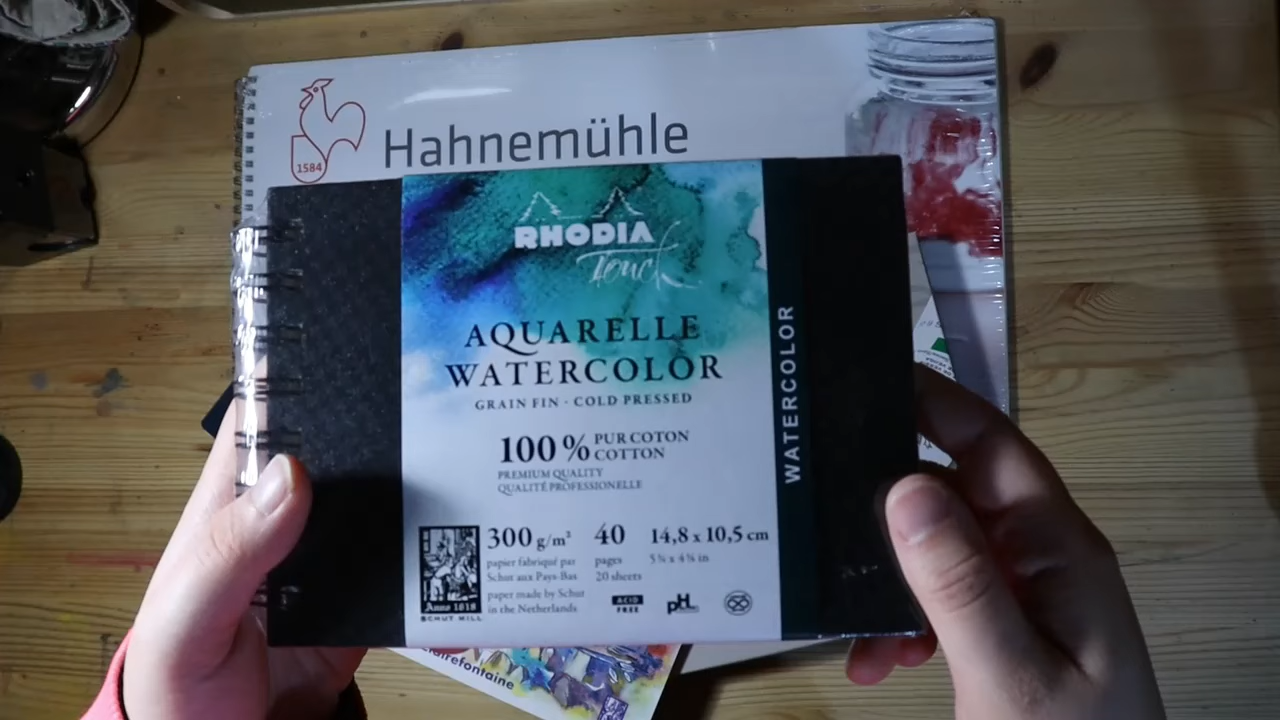 Hahnemühle
1584
RHODIA
Touch
AQUARELLE
WATERCOLOR
GRAIN FIN · COLD PRESSED
100 % PUR COTON
COTTON
PREMIUM QUALITY
QUALITÉ PROFESSIONELLE
300 g/m²
papier fabriqué par
Schut aux Pays-Bas
paper made by Schut
in the Netherlands
40
pages
20 sheets
14,8 x 10,5 cm
Anno 1818
SCHUT MILL
ACID
FREE
pH
WATERCOLOR
clairefontaine